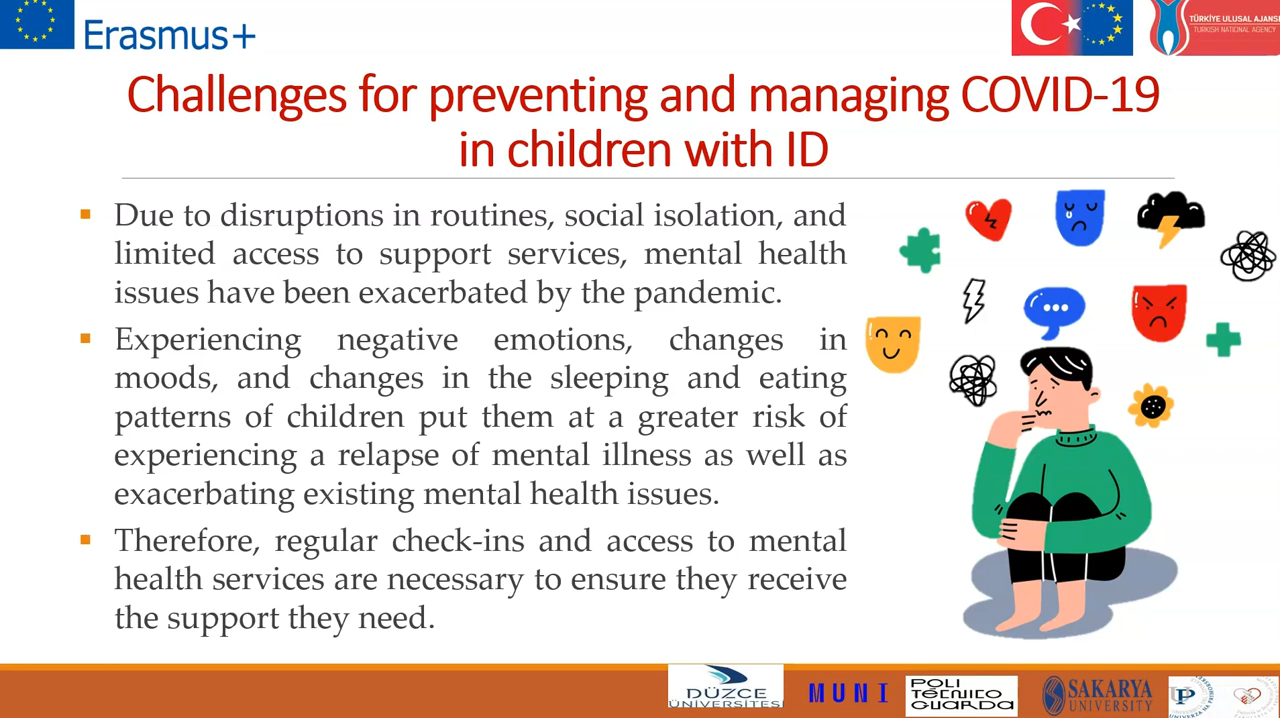 Erasmus+
TÜRKİYE ULUSAL AJANSI
TURKISH NATIONAL AGENCY
Challenges for preventing and managing COVID-19
in children with ID
▪ Due to disruptions in routines, social isolation, and
limited access to support services, mental health
issues have been exacerbated by the pandemic.
▪ Experiencing negative emotions, changes in
moods, and changes in the sleeping and eating
patterns of children put them at a greater risk of
experiencing a relapse of mental illness as well as
exacerbating existing mental health issues.
▪ Therefore, regular check-ins and access to mental
health services are necessary to ensure they receive
the support they need.
DÜZCE
ÜNİVERSİTESİ
MUNI
POLI
TÉCNICO
GUARDA
SAKARYA
UNIVERSITY
UP